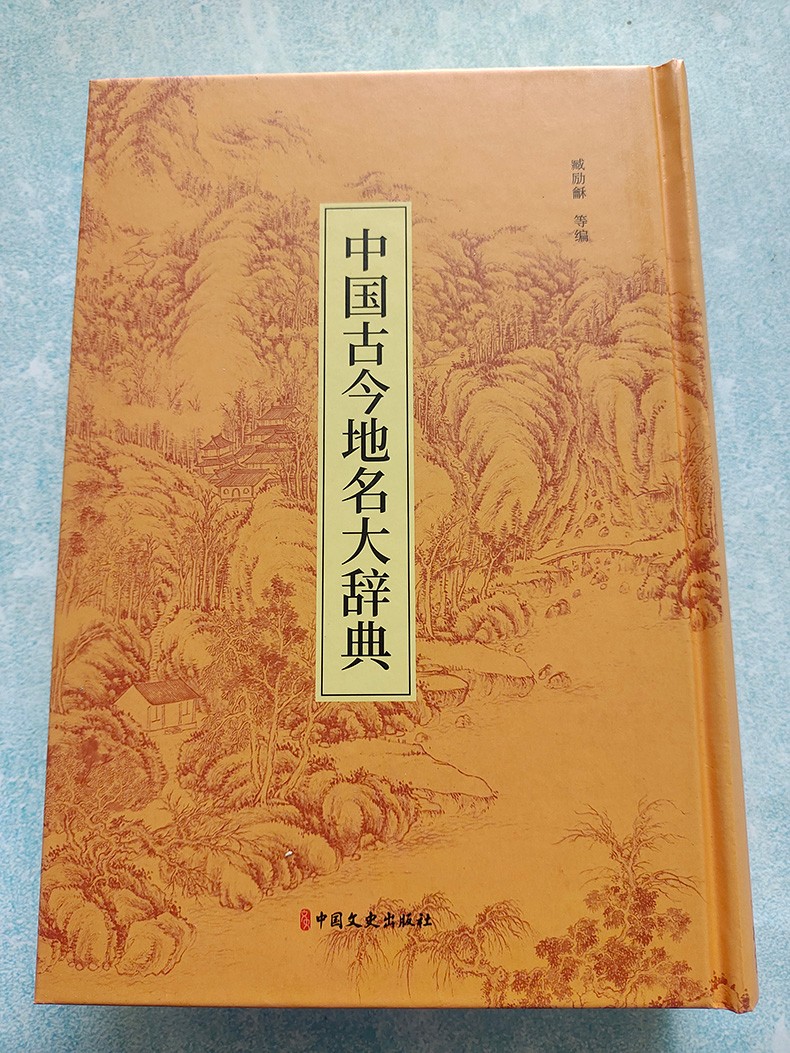 臧励龢 等编
中国古今地名大辞典
中国文史出版社